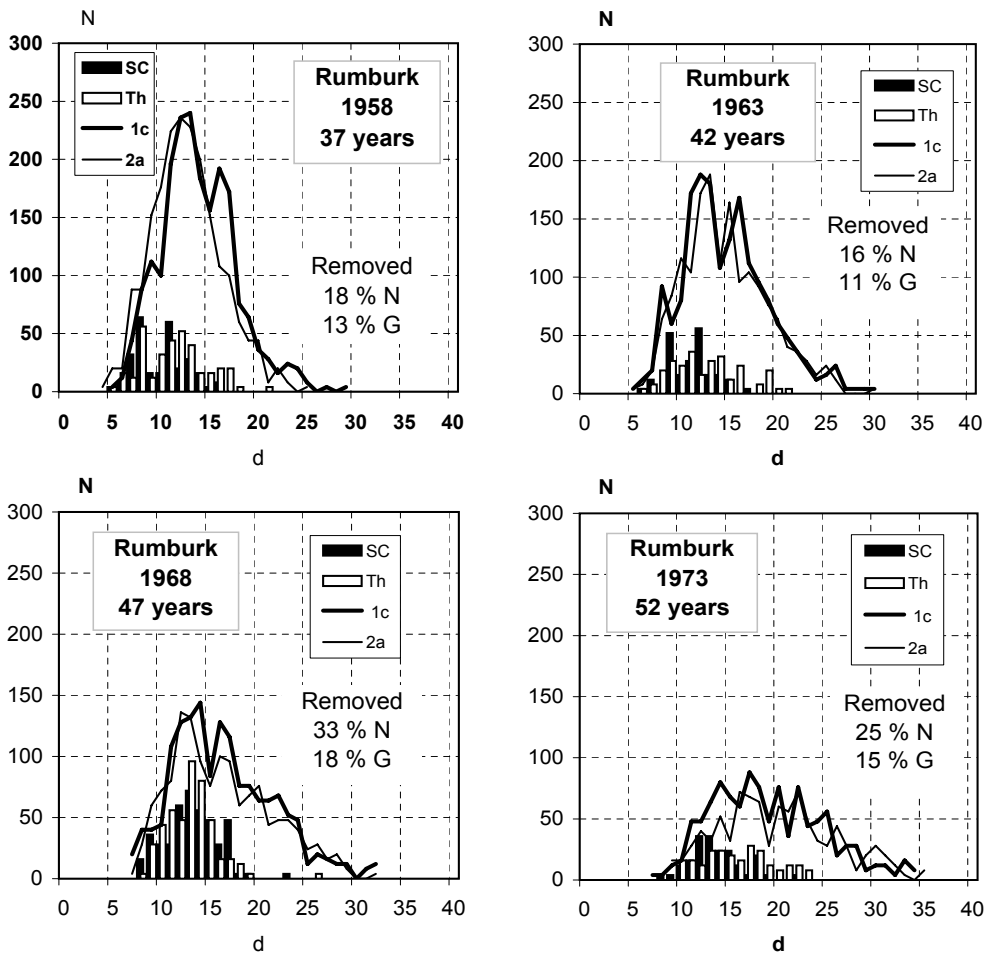 N
300
250
200
150
100
50
0
SC
Th
1c
2a
Rumburk
1958
37 years
Removed
18 % N
13 % G
0 5 10 15 20 25 30 35 40
d
N
300
250
200
150
100
50
0
Rumburk
1963
42 years
SC
Th
1c
2a
Removed
16 % N
11 % G
0 5 10 15 20 25 30 35 40
d
N
300
250
200
150
100
50
0
Rumburk
1968
47 years
SC
Th
1c
2a
Removed
33 % N
18 % G
0 5 10 15 20 25 30 35 40
d
N
300
250
200
150
100
50
0
Rumburk
1973
52 years
SC
Th
1c
2a
Removed
25 % N
15 % G
0 5 10 15 20 25 30 35 40
d